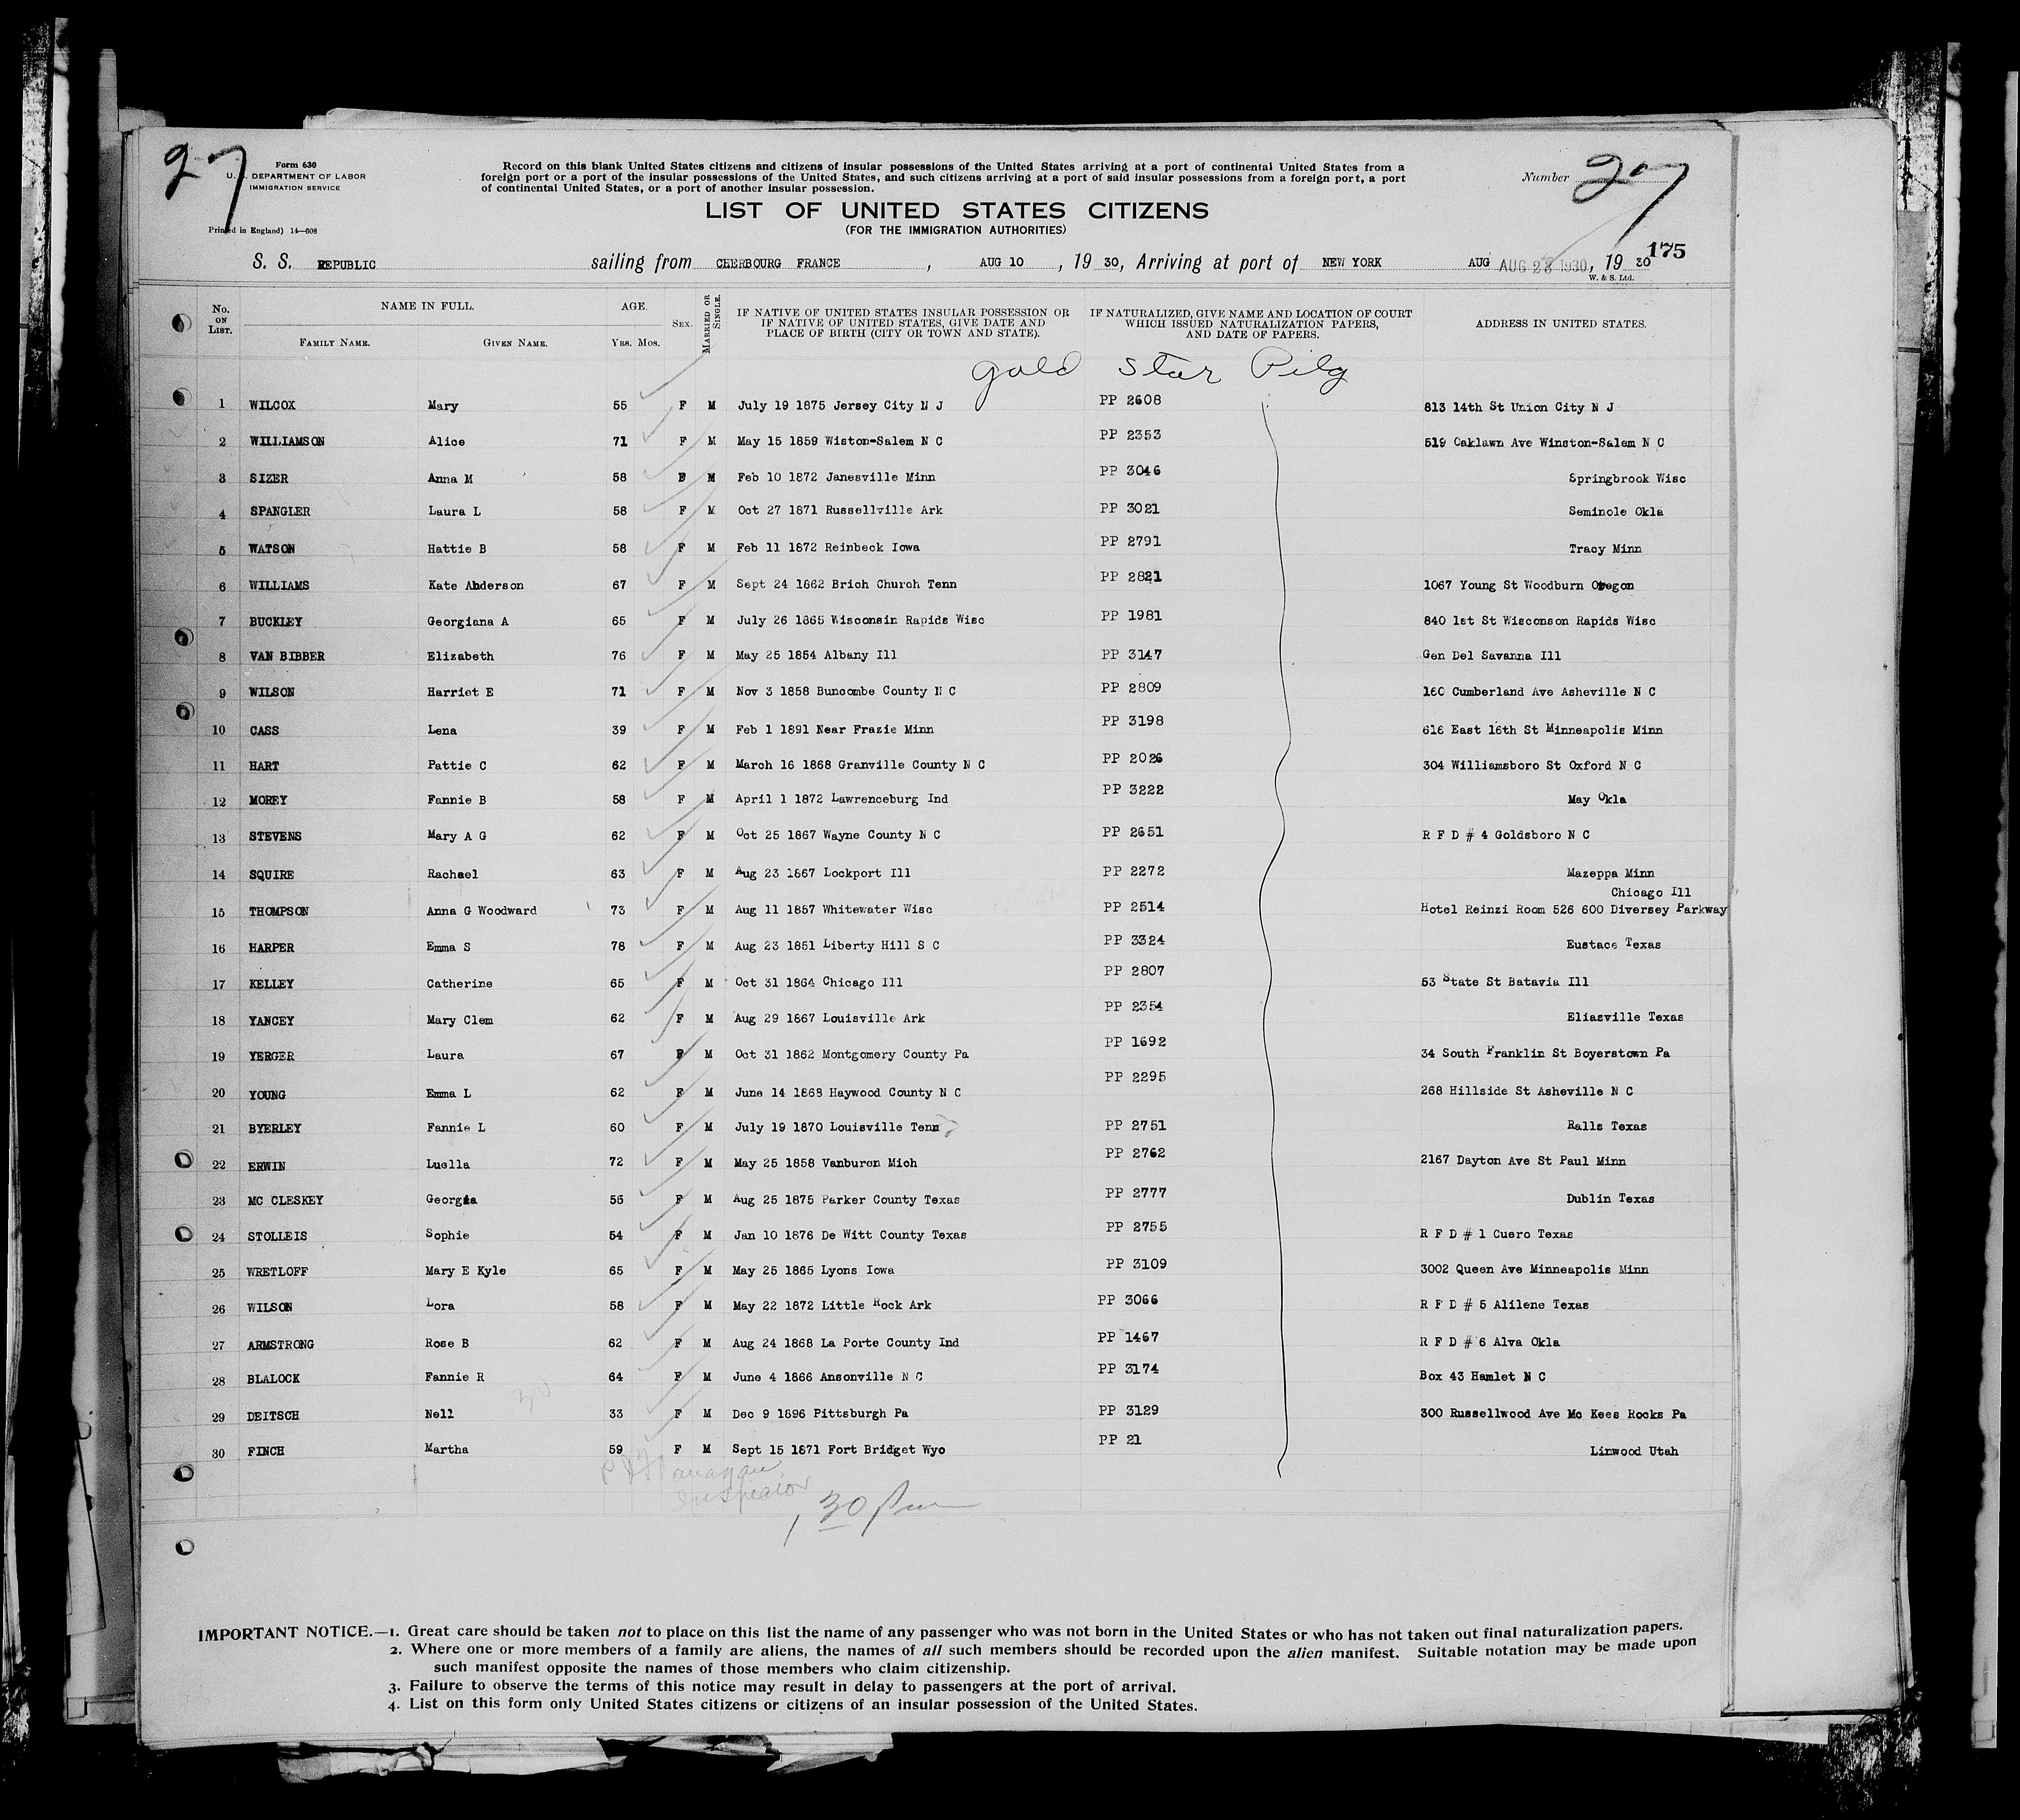 27
Form 630
U. S. DEPARTMENT OF LABOR
IMMIGRATION SERVICE
Printed in England) 14—608
Record on this blank United States citizens and citizens of insular possessions of the United States arriving at a port of continental United States from a
foreign port or a port of the insular possessions of the United States, and such citizens arriving at a port of said insular possessions from a foreign port, a port
of continental United States, or a port of another insular possession.
Number 27
LIST OF UNITED STATES CITIZENS
(FOR THE IMMIGRATION AUTHORITIES)
175
S. S. REPUBLIC sailing from CHERBOURG FRANCE , AUG 10 , 19 30, Arriving at port of NEW YORK AUG AUG 23 1930, 19 30
W. & S. Ltd.
No. ON LIST. NAME IN FULL. AGE. SEX. MARRIED OR SINGLE. IF NATIVE OF UNITED STATES INSULAR POSSESSION OR IF NATIVE OF UNITED STATES, GIVE DATE AND PLACE OF BIRTH (CITY OR TOWN AND STATE). IF NATURALIZED, GIVE NAME AND LOCATION OF COURT WHICH ISSUED NATURALIZATION PAPERS, AND DATE OF PAPERS. ADDRESS IN UNITED STATES.
FAMILY NAME. GIVEN NAME. YRS. MOS.
Gold Star Pilg
1 WILCOX Mary 55 F M July 19 1875 Jersey City N J PP 2608 813 14th St Union City N J
2 WILLIAMSON Alice 71 F M May 15 1859 Wiston-Salem N C PP 2353 519 Oaklawn Ave Winston-Salem N C
3 SIZER Anna M 58 F M Feb 10 1872 Janesville Minn PP 3046 Springbrook Wisc
4 SPANGLER Laura L 58 F M Oct 27 1871 Russellville Ark PP 3021 Seminole Okla
5 WATSON Hattie B 58 F M Feb 11 1872 Reinbeck Iowa PP 2791 Tracy Minn
6 WILLIAMS Kate Anderson 67 F M Sept 24 1862 Brich Church Tenn PP 2821 1067 Young St Woodburn Oregon
7 BUCKLEY Georgiana A 65 F M July 26 1865 Wisconsin Rapids Wisc PP 1981 840 1st St Wisconson Rapids Wisc
8 VAN BIBBER Elizabeth 76 F M May 25 1854 Albany Ill PP 3147 Gen Del Savanna Ill
9 WILSON Harriet E 71 F M Nov 3 1858 Buncombe County N C PP 2809 160 Cumberland Ave Asheville N C
10 CASS Lena 39 F M Feb 1 1891 Near Frazie Minn PP 3198 616 East 16th St Minneapolis Minn
11 HART Pattie C 62 F M March 16 1868 Granville County N C PP 2026 304 Williamsboro St Oxford N C
12 MOREY Fannie B 58 F M April 1 1872 Lawrenceburg Ind PP 3222 May Okla
13 STEVENS Mary A G 62 F M Oct 25 1867 Wayne County N C PP 2651 R F D # 4 Goldsboro N C
14 SQUIRE Rachael 63 F M Aug 23 1867 Lockport Ill PP 2272 Mazeppa Minn
Chicago Ill
15 THOMPSON Anna G Woodward 73 F M Aug 11 1857 Whitewater Wisc PP 2514 Hotel Reinzi Room 526 600 Diversey Parkway
16 HARPER Emma S 78 F M Aug 23 1851 Liberty Hill S C PP 3324 Eustace Texas
17 KELLEY Catherine 65 F M Oct 31 1864 Chicago Ill PP 2807 53 State St Batavia Ill
18 YANCEY Mary Clem 62 F M Aug 29 1867 Louisville Ark PP 2354 Eliasville Texas
19 YERGER Laura 67 F M Oct 31 1862 Montgomery County Pa PP 1692 34 South Franklin St Boyerstown Pa
20 YOUNG Emma L 62 F M June 14 1868 Haywood County N C PP 2295 268 Hillside St Asheville N C
21 BYERLEY Fannie L 60 F M July 19 1870 Louisville Tenn PP 2751 Ralls Texas
22 ERWIN Luella 72 F M May 25 1858 Vanburen Mich PP 2762 2167 Dayton Ave St Paul Minn
23 MC CLESKEY Georgia 55 F M Aug 25 1875 Parker County Texas PP 2777 Dublin Texas
24 STOLLEIS Sophie 54 F M Jan 10 1876 De Witt County Texas PP 2755 R F D # 1 Cuero Texas
25 WRETLOFF Mary E Kyle 65 F M May 25 1865 Lyons Iowa PP 3109 3002 Queen Ave Minneapolis Minn
26 WILSON Lora 58 F M May 22 1872 Little Rock Ark PP 3066 R F D # 5 Alilene Texas
27 ARMSTRONG Rose B 62 F M Aug 24 1868 La Porte County Ind PP 1467 R F D # 6 Alva Okla
28 BLALOCK Fannie R 64 F M June 4 1866 Ansonville N C PP 3174 Box 43 Hamlet N C
29 DEITSCH Nell 33 F M Dec 9 1896 Pittsburgh Pa PP 3129 300 Russellwood Ave Mc Kees Rocks Pa
30 FINCH Martha 59 F M Sept 15 1871 Fort Bridget Wyo PP 21 Linwood Utah
30
Inspector
1 30 pm
IMPORTANT NOTICE.—1. Great care should be taken not to place on this list the name of any passenger who was not born in the United States or who has not taken out final naturalization papers.
2. Where one or more members of a family are aliens, the names of all such members should be recorded upon the alien manifest. Suitable notation may be made upon
such manifest opposite the names of those members who claim citizenship.
3. Failure to observe the terms of this notice may result in delay to passengers at the port of arrival.
4. List on this form only United States citizens or citizens of an insular possession of the United States.